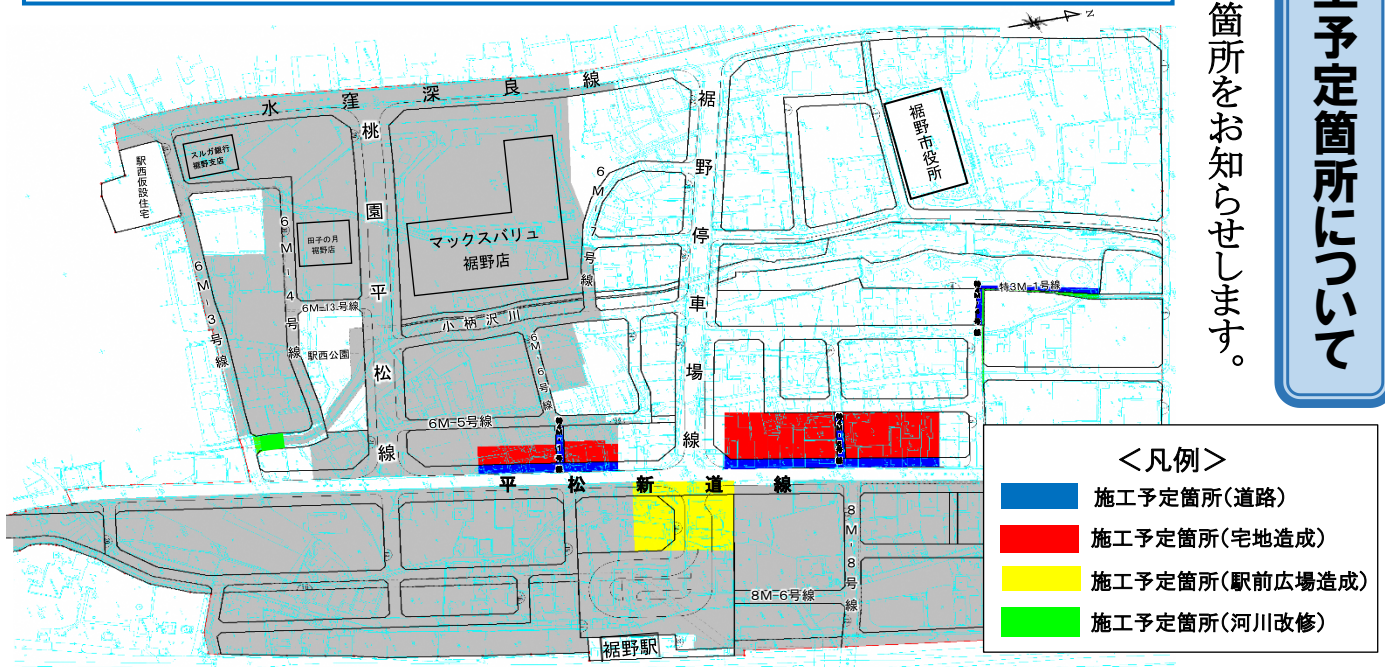 工予定箇所について
箇所をお知らせします。
N
水窪深良線
桃園平松線
裾野停車場線
裾野市役所
スルガ銀行
裾野支店
駅西仮設住宅
田子の月
裾野店
マックスバリュ
裾野店
6M-7号線
6M-3号線
6M-4号線
6M-13号線
駅西公園
小柄沢川
6M-6号線
6M-5号線
特3M-1号線
平松新道線
8M-8号線
8M-6号線
裾野駅
＜凡例＞
施工予定箇所(道路)
施工予定箇所(宅地造成)
施工予定箇所(駅前広場造成)
施工予定箇所(河川改修)